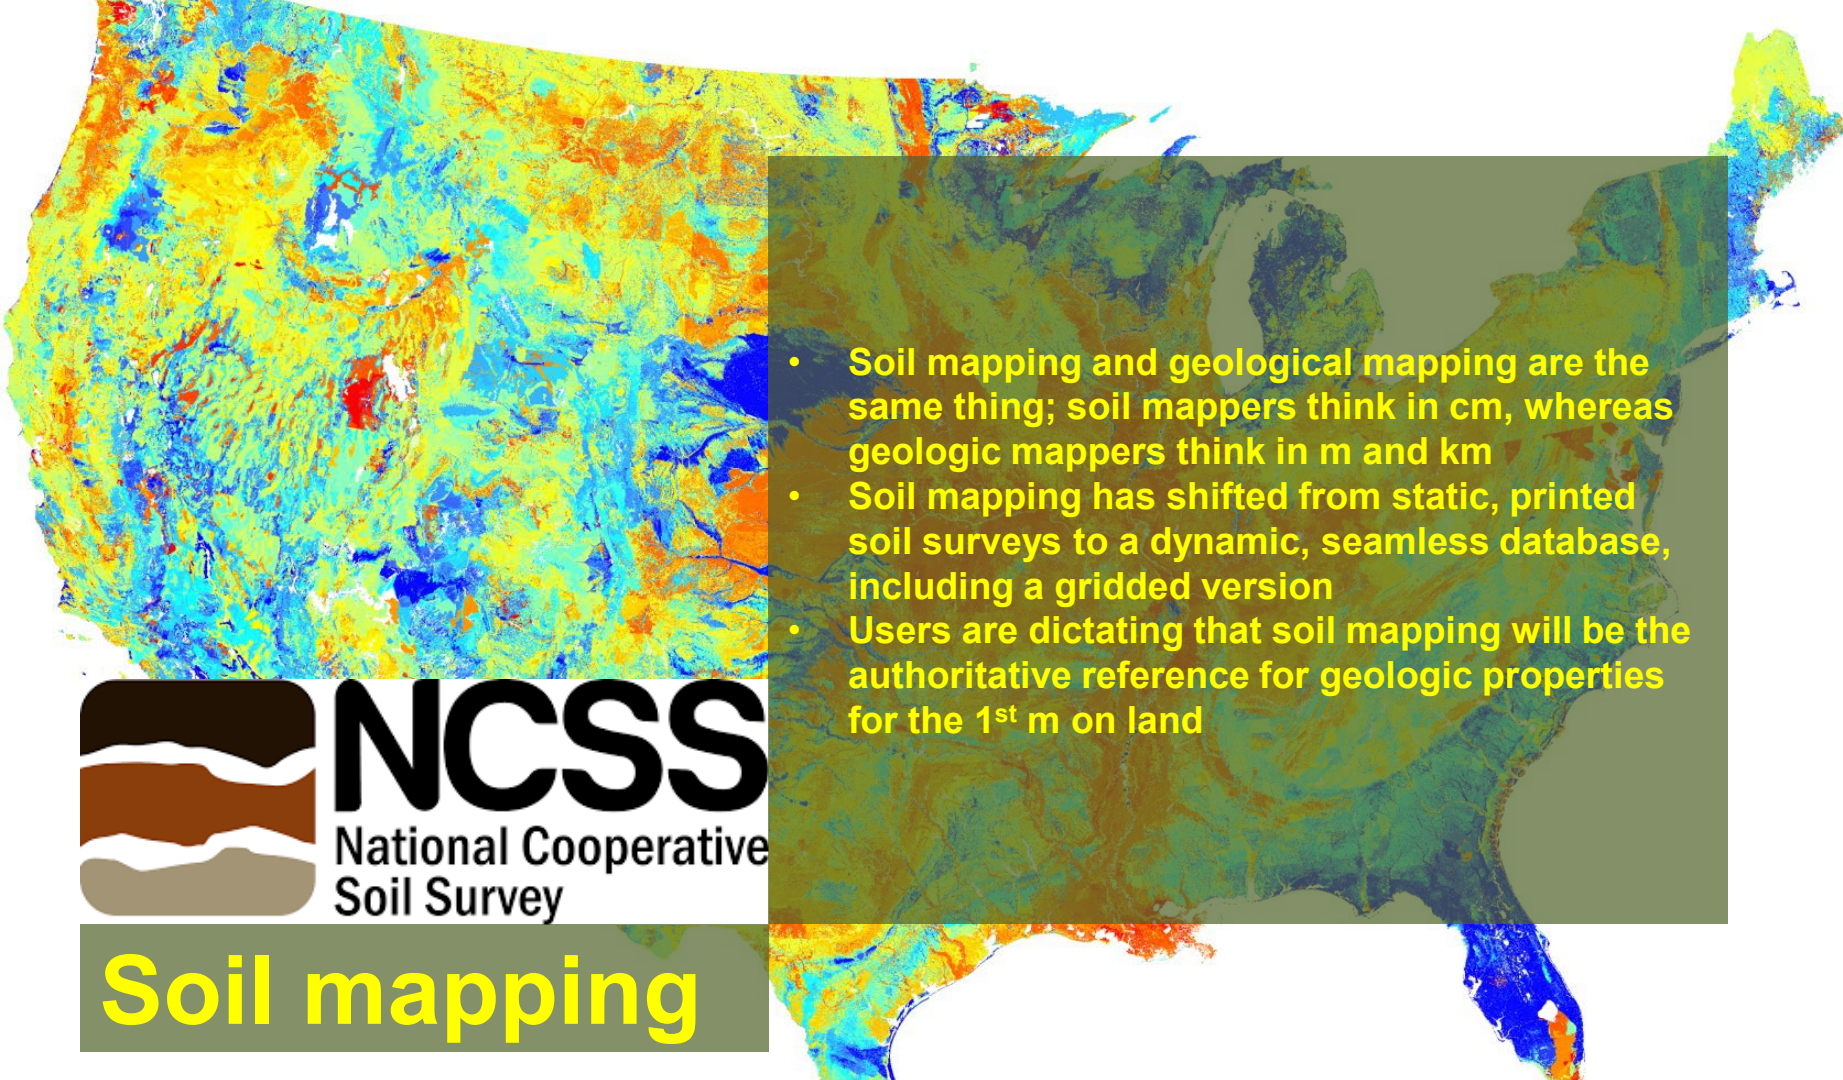 • Soil mapping and geological mapping are the
same thing; soil mappers think in cm, whereas
geologic mappers think in m and km
• Soil mapping has shifted from static, printed
soil surveys to a dynamic, seamless database,
including a gridded version
• Users are dictating that soil mapping will be the
authoritative reference for geologic properties
for the 1st m on land
NCSS
National Cooperative
Soil Survey
Soil mapping